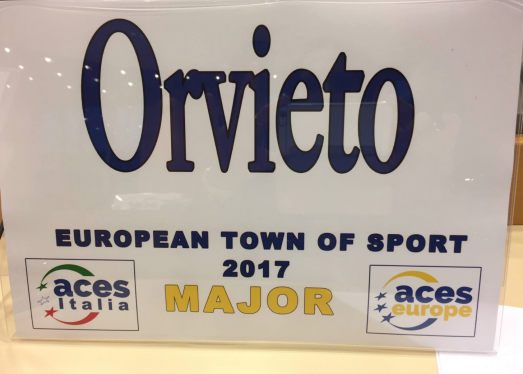 Orvieto
EUROPEAN TOWN OF SPORT
2017
MAJOR
aces
Italia
aces
europe